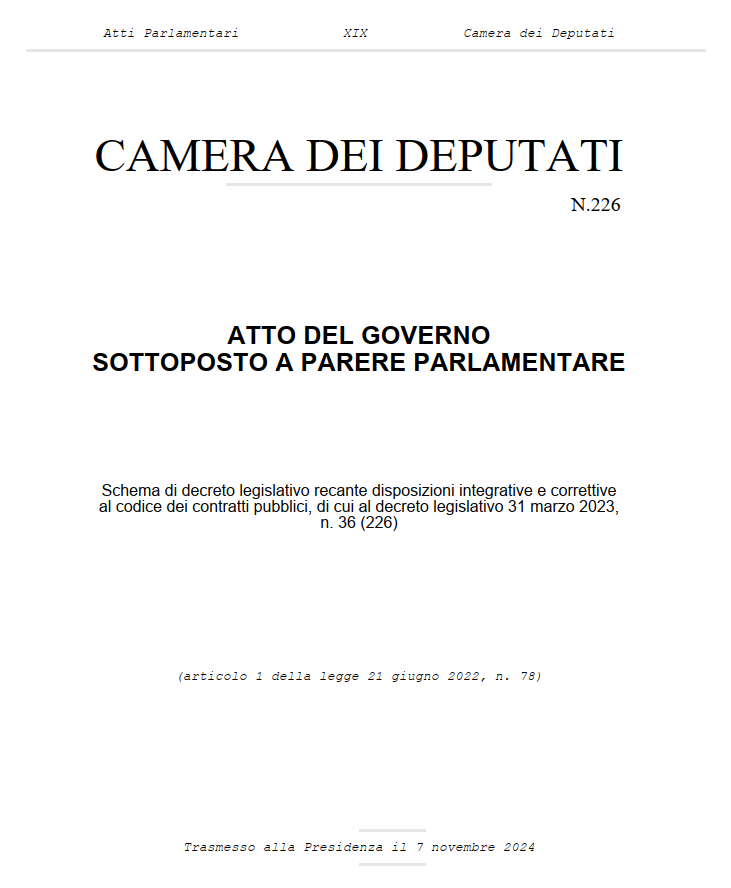 Atti Parlamentari XIX Camera dei Deputati
CAMERA DEI DEPUTATI
N.226
ATTO DEL GOVERNO
SOTTOPOSTO A PARERE PARLAMENTARE
Schema di decreto legislativo recante disposizioni integrative e correttive
al codice dei contratti pubblici, di cui al decreto legislativo 31 marzo 2023,
n. 36 (226)
(articolo 1 della legge 21 giugno 2022, n. 78)
Trasmesso alla Presidenza il 7 novembre 2024